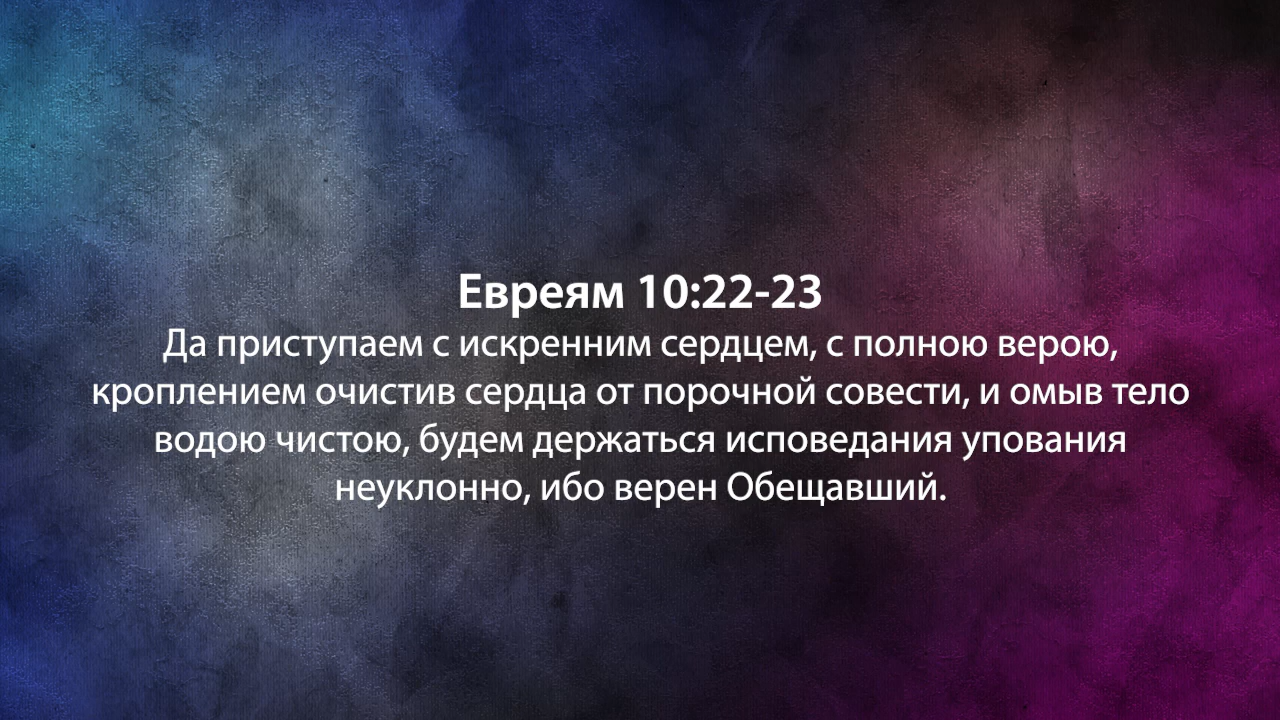 Евреям 10:22-23
Да приступаем с искренним сердцем, с полною верою,
кроплением очистив сердца от порочной совести, и омыв тело
водою чистою, будем держаться исповедания упования
неуклонно, ибо верен Обещавший.